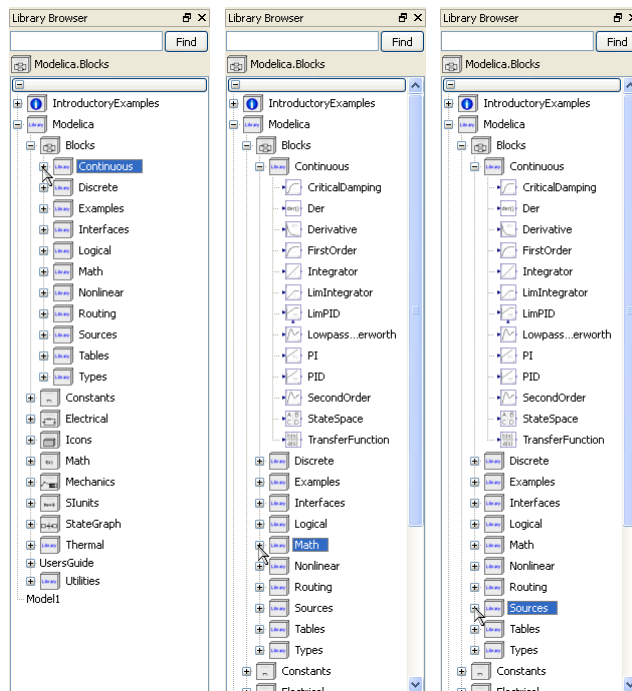 Library Browser
Find
Modelica.Blocks
IntroductoryExamples
Modelica
Blocks
Continuous
Discrete
Examples
Interfaces
Logical
Math
Nonlinear
Routing
Sources
Tables
Types
Constants
Electrical
Icons
Math
Mechanics
SIunits
StateGraph
Thermal
UsersGuide
Utilities
Model1
Library Browser
Find
Modelica.Blocks
IntroductoryExamples
Modelica
Blocks
Continuous
CriticalDamping
Der
Derivative
FirstOrder
Integrator
LimIntegrator
LimPID
Lowpass...erworth
PI
PID
SecondOrder
StateSpace
TransferFunction
Discrete
Examples
Interfaces
Logical
Math
Nonlinear
Routing
Sources
Tables
Types
Constants
Electrical
Library Browser
Find
Modelica.Blocks
IntroductoryExamples
Modelica
Blocks
Continuous
CriticalDamping
Der
Derivative
FirstOrder
Integrator
LimIntegrator
LimPID
Lowpass...erworth
PI
PID
SecondOrder
StateSpace
TransferFunction
Discrete
Examples
Interfaces
Logical
Math
Nonlinear
Routing
Sources
Tables
Types
Constants
Electrical